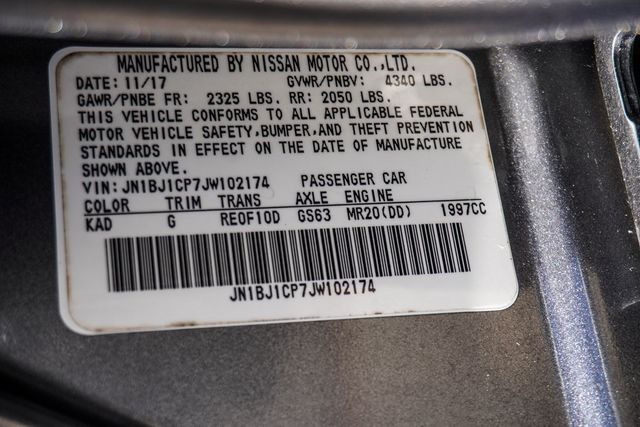 MANUFACTURED BY NISSAN MOTOR CO.,LTD.
DATE: 11/17 GVWR/PNBV: 4340 LBS.
GAWR/PNBE FR: 2325 LBS. RR: 2050 LBS.
THIS VEHICLE CONFORMS TO ALL APPLICABLE FEDERAL
MOTOR VEHICLE SAFETY,BUMPER,AND THEFT PREVENTION
STANDARDS IN EFFECT ON THE DATE OF MANUFACTURE
SHOWN ABOVE.
VIN: JN1BJ1CP7JW102174 PASSENGER CAR
COLOR TRIM TRANS AXLE ENGINE
KAD G RE0F10D GS63 MR20(DD) 1997CC
JN1BJ1CP7JW102174